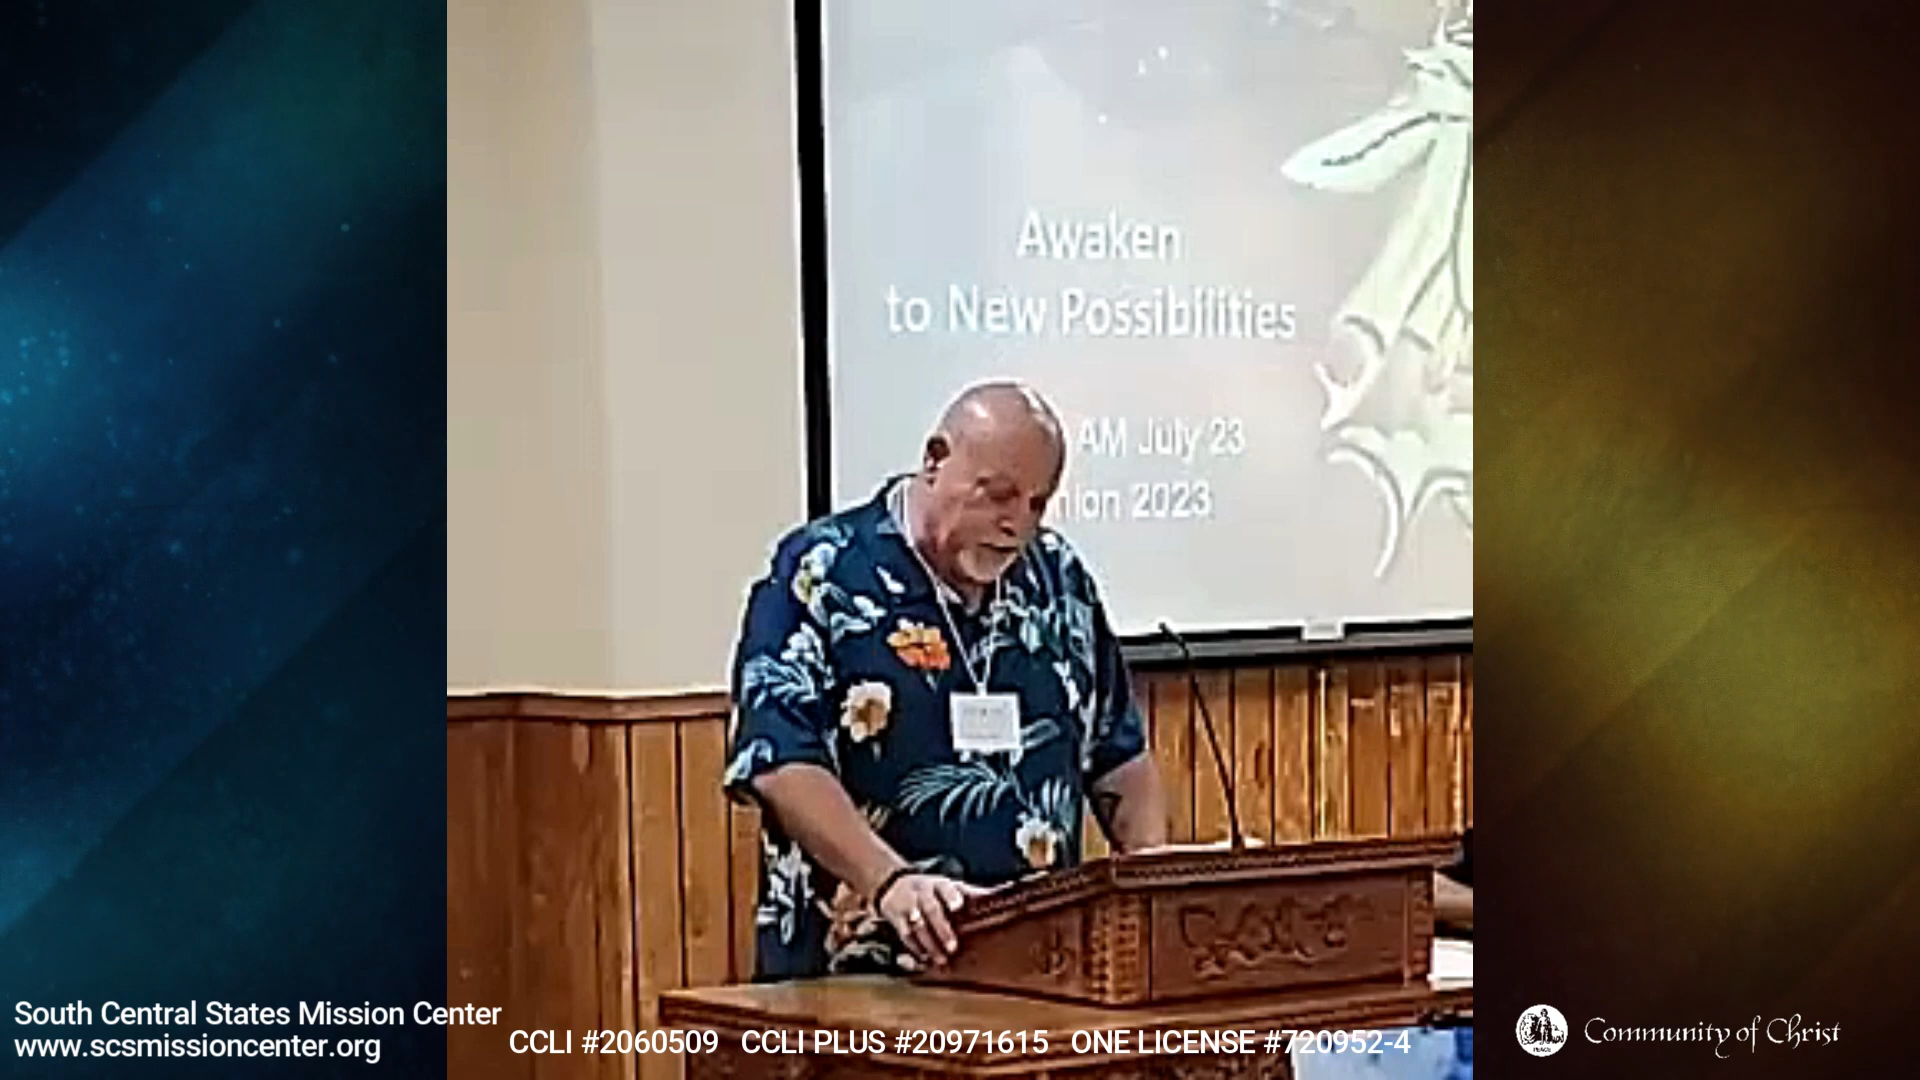 Awaken
to New Possibilities
AM July 23
2023
South Central States Mission Center
www.scsmissioncenter.org
CCLI #2060509 CCLI PLUS #20971615 ONE LICENSE #720952-4
PEACE
Community of Christ